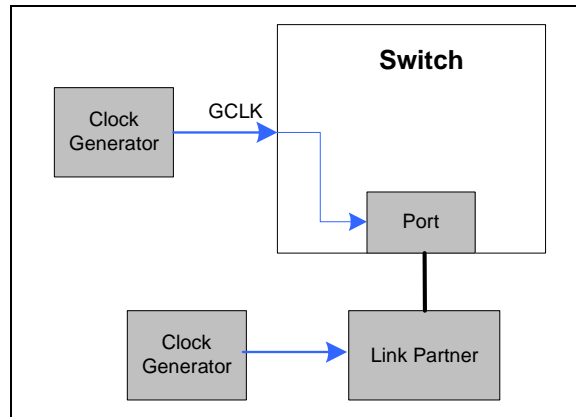 Switch
GCLK
Clock
Generator
Port
Clock
Generator
Link Partner